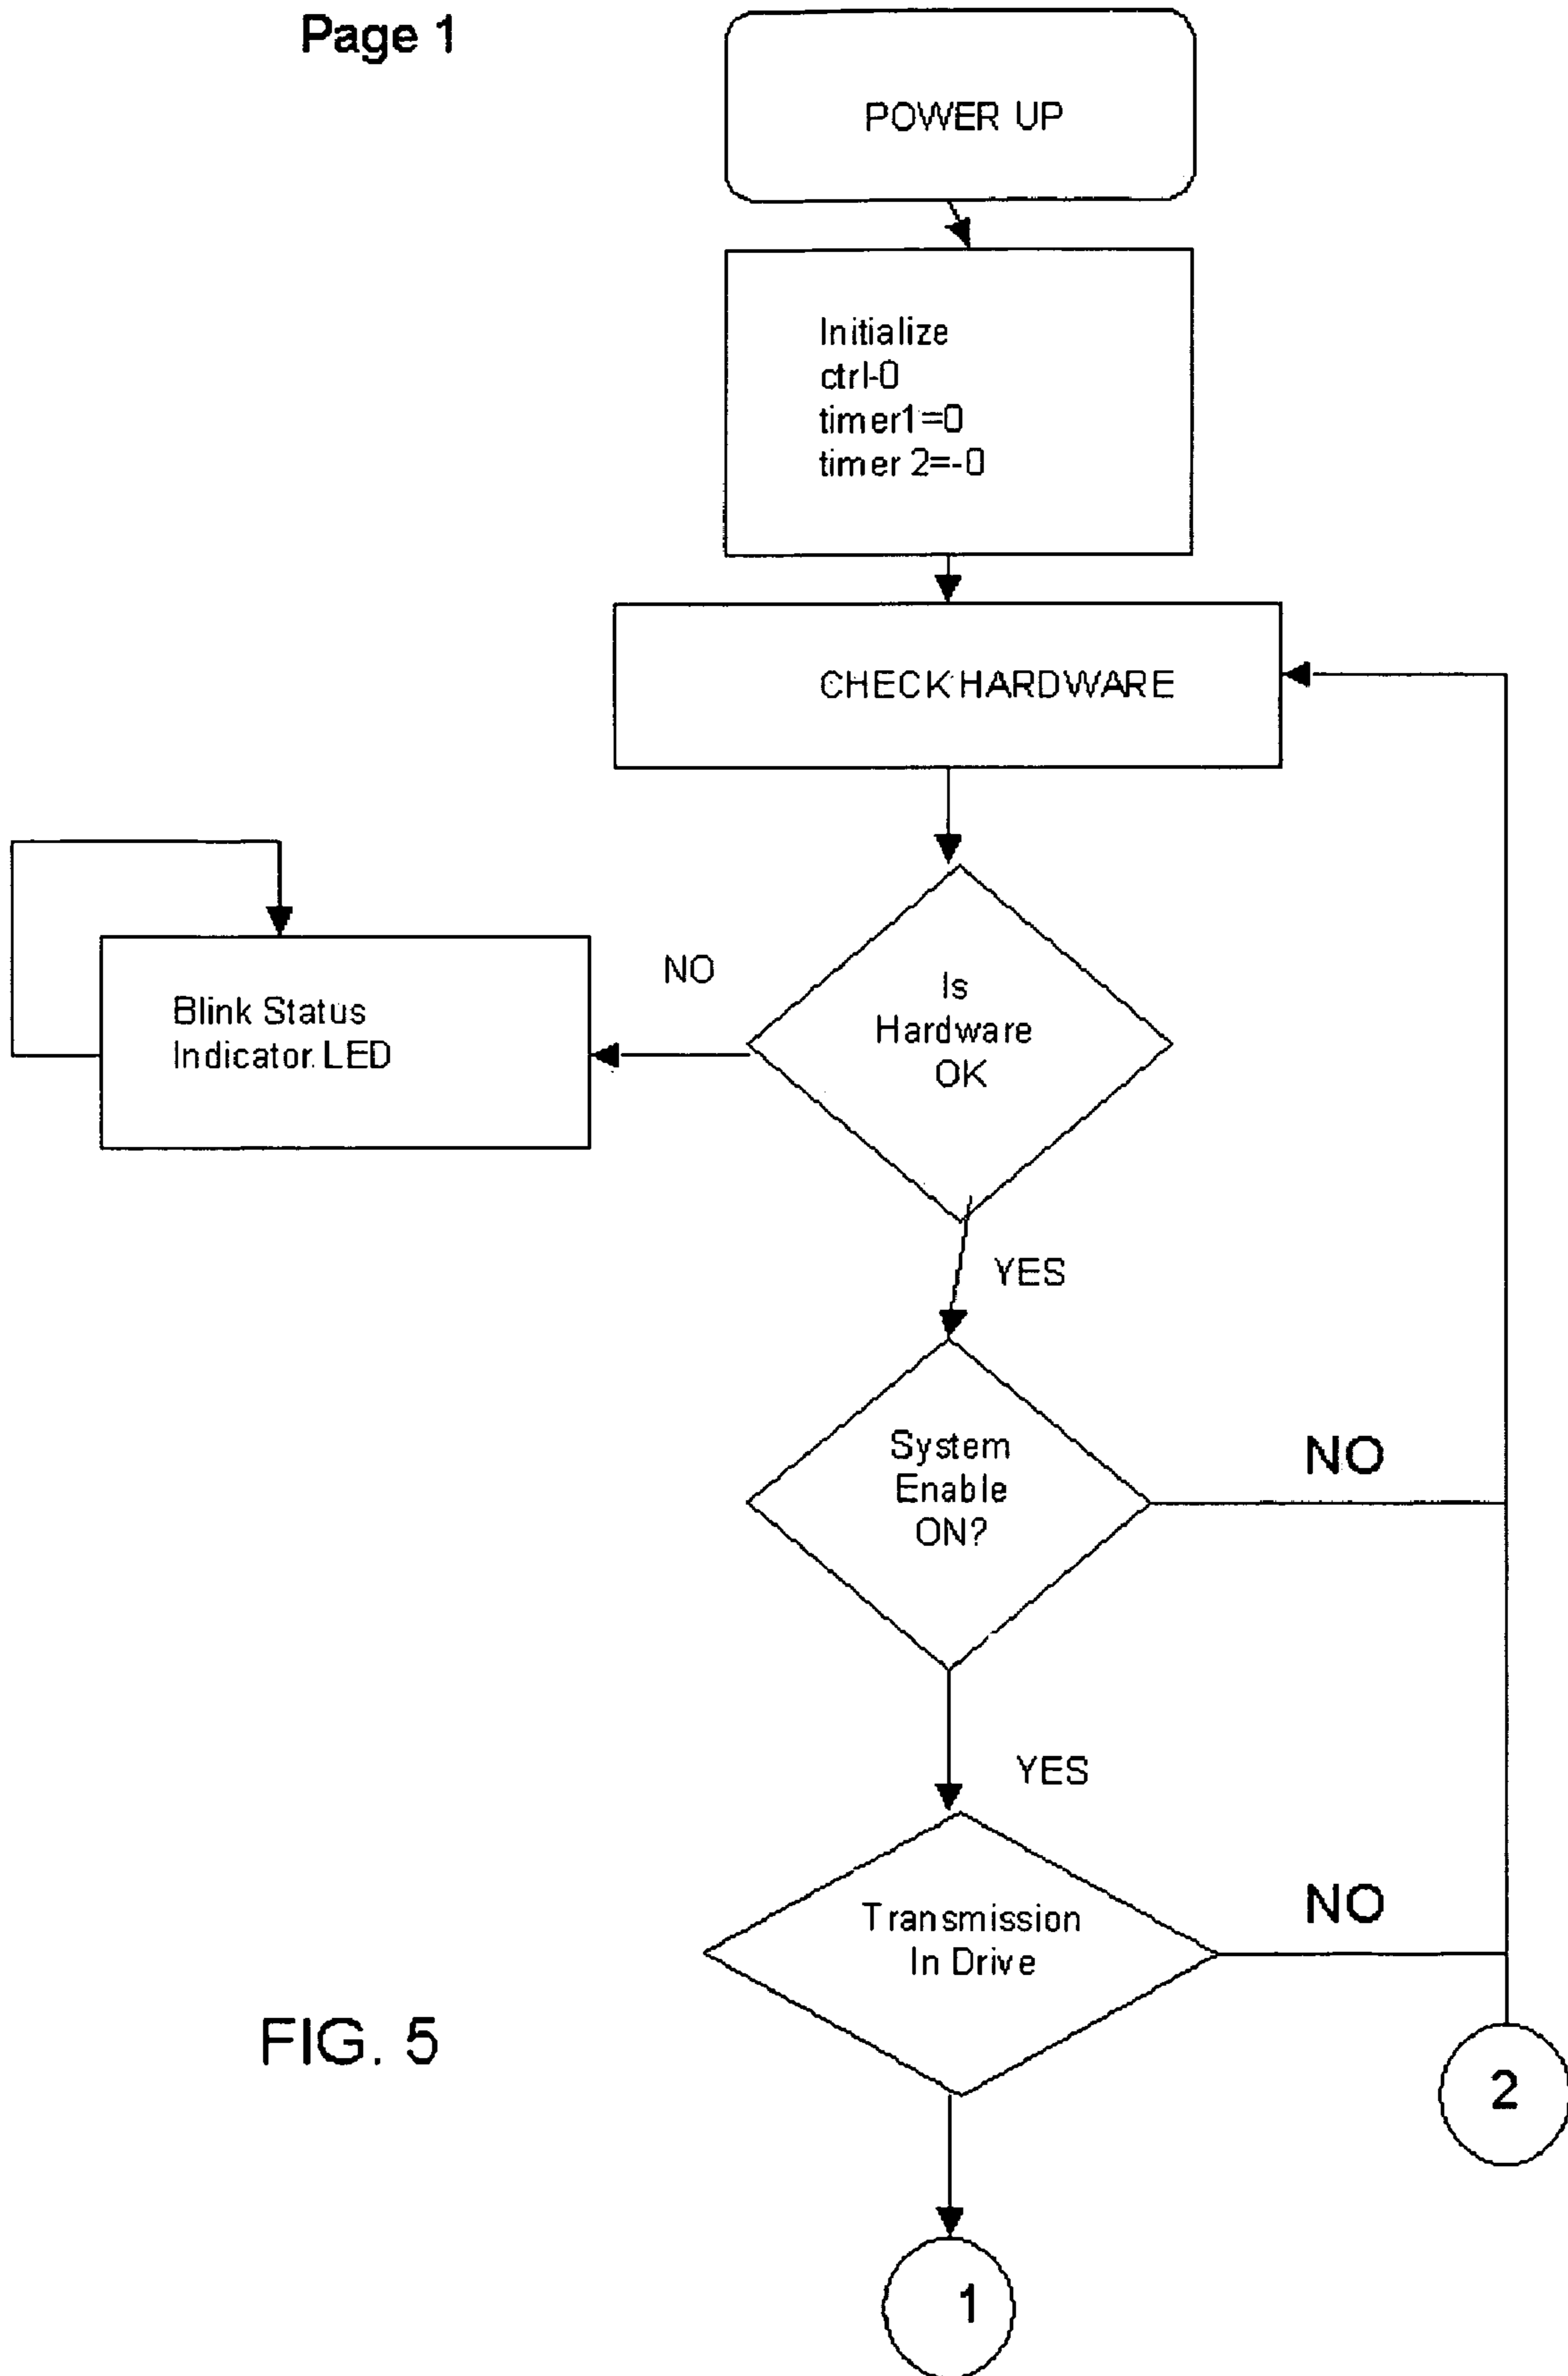 Page 1
POWER UP
Initialize
ctrl-0
timer1=0
timer 2=-0
CHECK HARDWARE
NO
Is
Hardware
OK
Blink Status
Indicator LED
YES
System
Enable
ON?
NO
YES
Transmission
In Drive
NO
FIG. 5
2
1